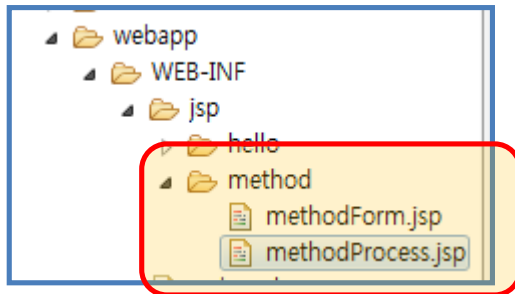 webapp
WEB-INF
jsp
hello
method
methodForm.jsp
methodProcess.jsp